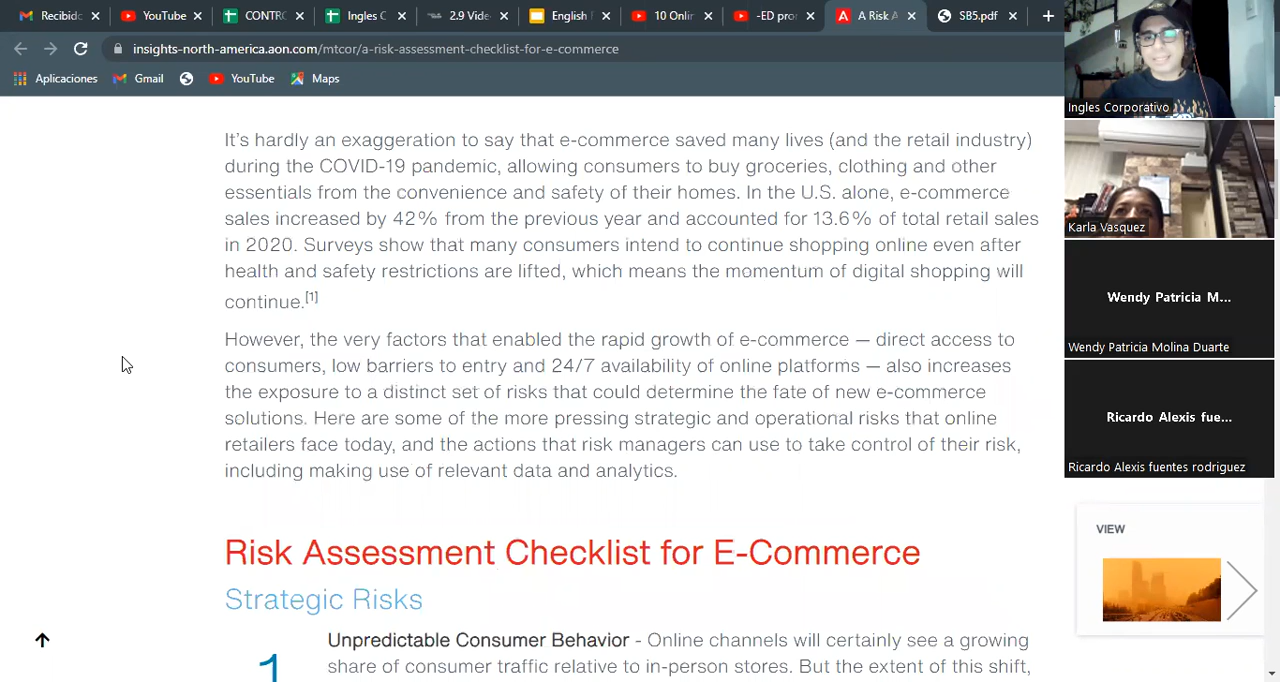 Recibido
YouTube
CONTRO
Ingles C
2.9 Vide
English f
10 Onlin
-ED pro
A Risk A
SB5.pdf
insights-north-america.aon.com/mtcor/a-risk-assessment-checklist-for-e-commerce
Aplicaciones
Gmail
YouTube
Maps
It's hardly an exaggeration to say that e-commerce saved many lives (and the retail industry)
during the COVID-19 pandemic, allowing consumers to buy groceries, clothing and other
essentials from the convenience and safety of their homes. In the U.S. alone, e-commerce
sales increased by 42% from the previous year and accounted for 13.6% of total retail sales
in 2020. Surveys show that many consumers intend to continue shopping online even after
health and safety restrictions are lifted, which means the momentum of digital shopping will
continue.[1]
However, the very factors that enabled the rapid growth of e-commerce — direct access to
consumers, low barriers to entry and 24/7 availability of online platforms — also increases
the exposure to a distinct set of risks that could determine the fate of new e-commerce
solutions. Here are some of the more pressing strategic and operational risks that online
retailers face today, and the actions that risk managers can use to take control of their risk,
including making use of relevant data and analytics.
Risk Assessment Checklist for E-Commerce
Strategic Risks
1
Unpredictable Consumer Behavior - Online channels will certainly see a growing
share of consumer traffic relative to in-person stores. But the extent of this shift,
Ingles Corporativo
Karla Vasquez
Wendy Patricia M...
Wendy Patricia Molina Duarte
Ricardo Alexis fue...
Ricardo Alexis fuentes rodriguez
VIEW